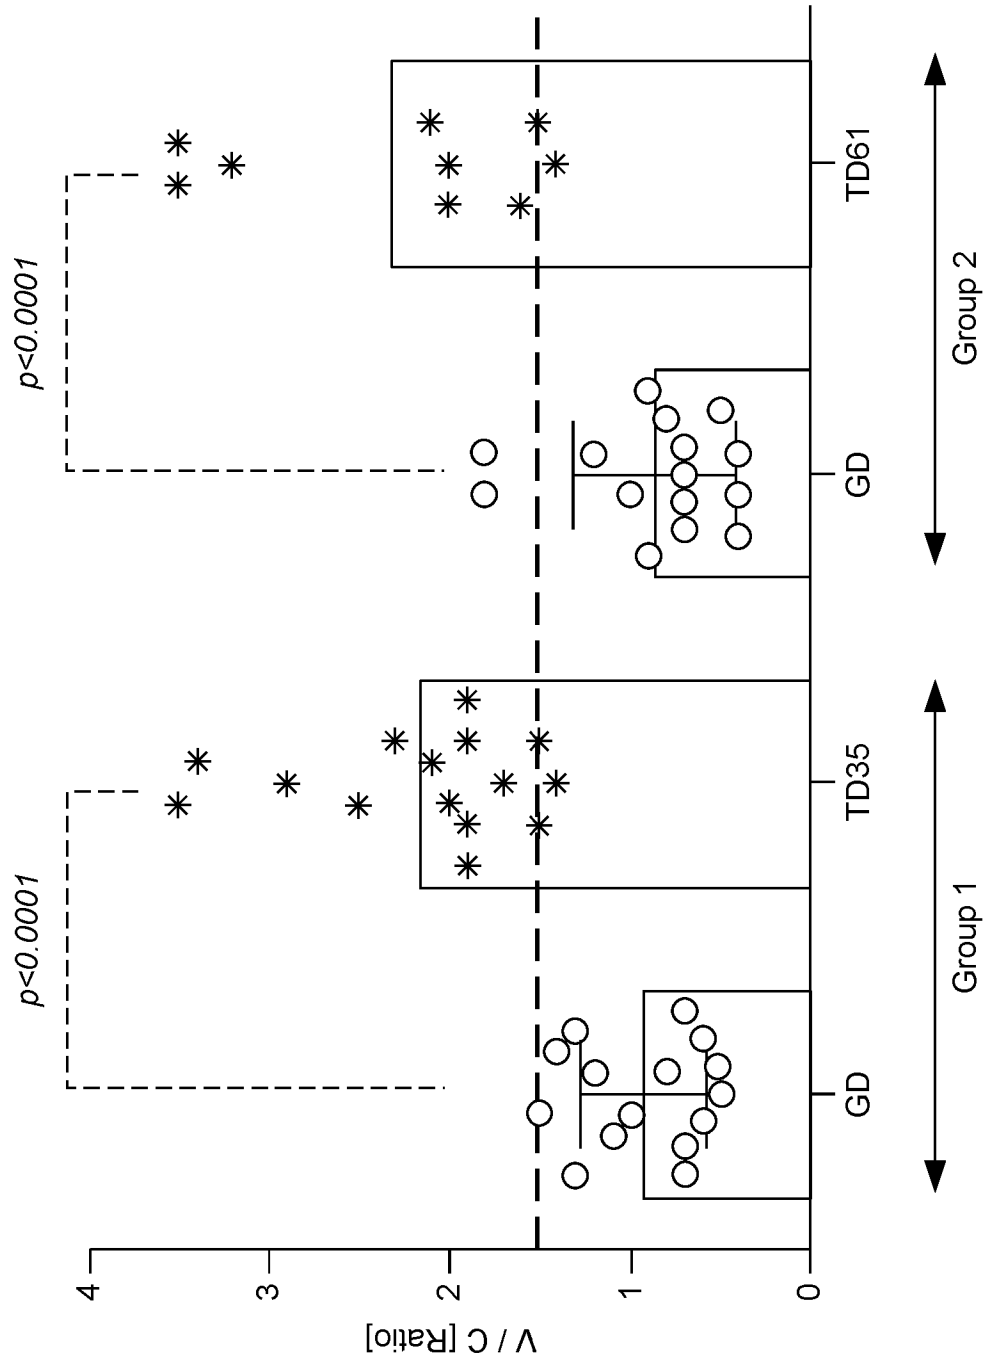 p<0.0001
p<0.0001
4
3
2
1
0
V / C [Ratio]
GD
TD35
GD
TD61
Group 1
Group 2